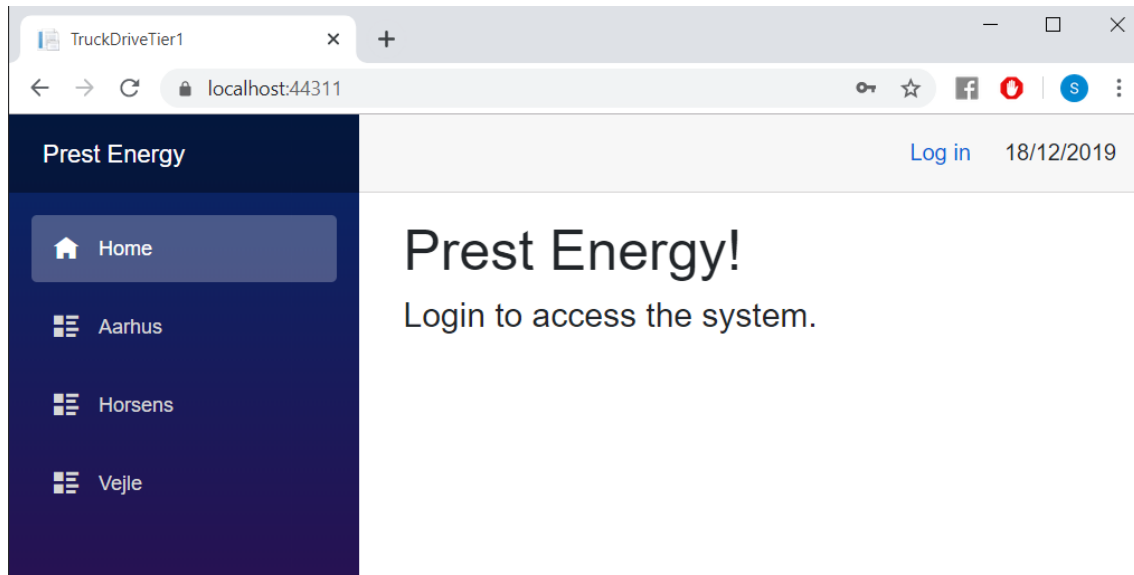 TruckDriveTier1
localhost:44311
S
Prest Energy
Log in 18/12/2019
Home
Aarhus
Horsens
Vejle
Prest Energy!
Login to access the system.